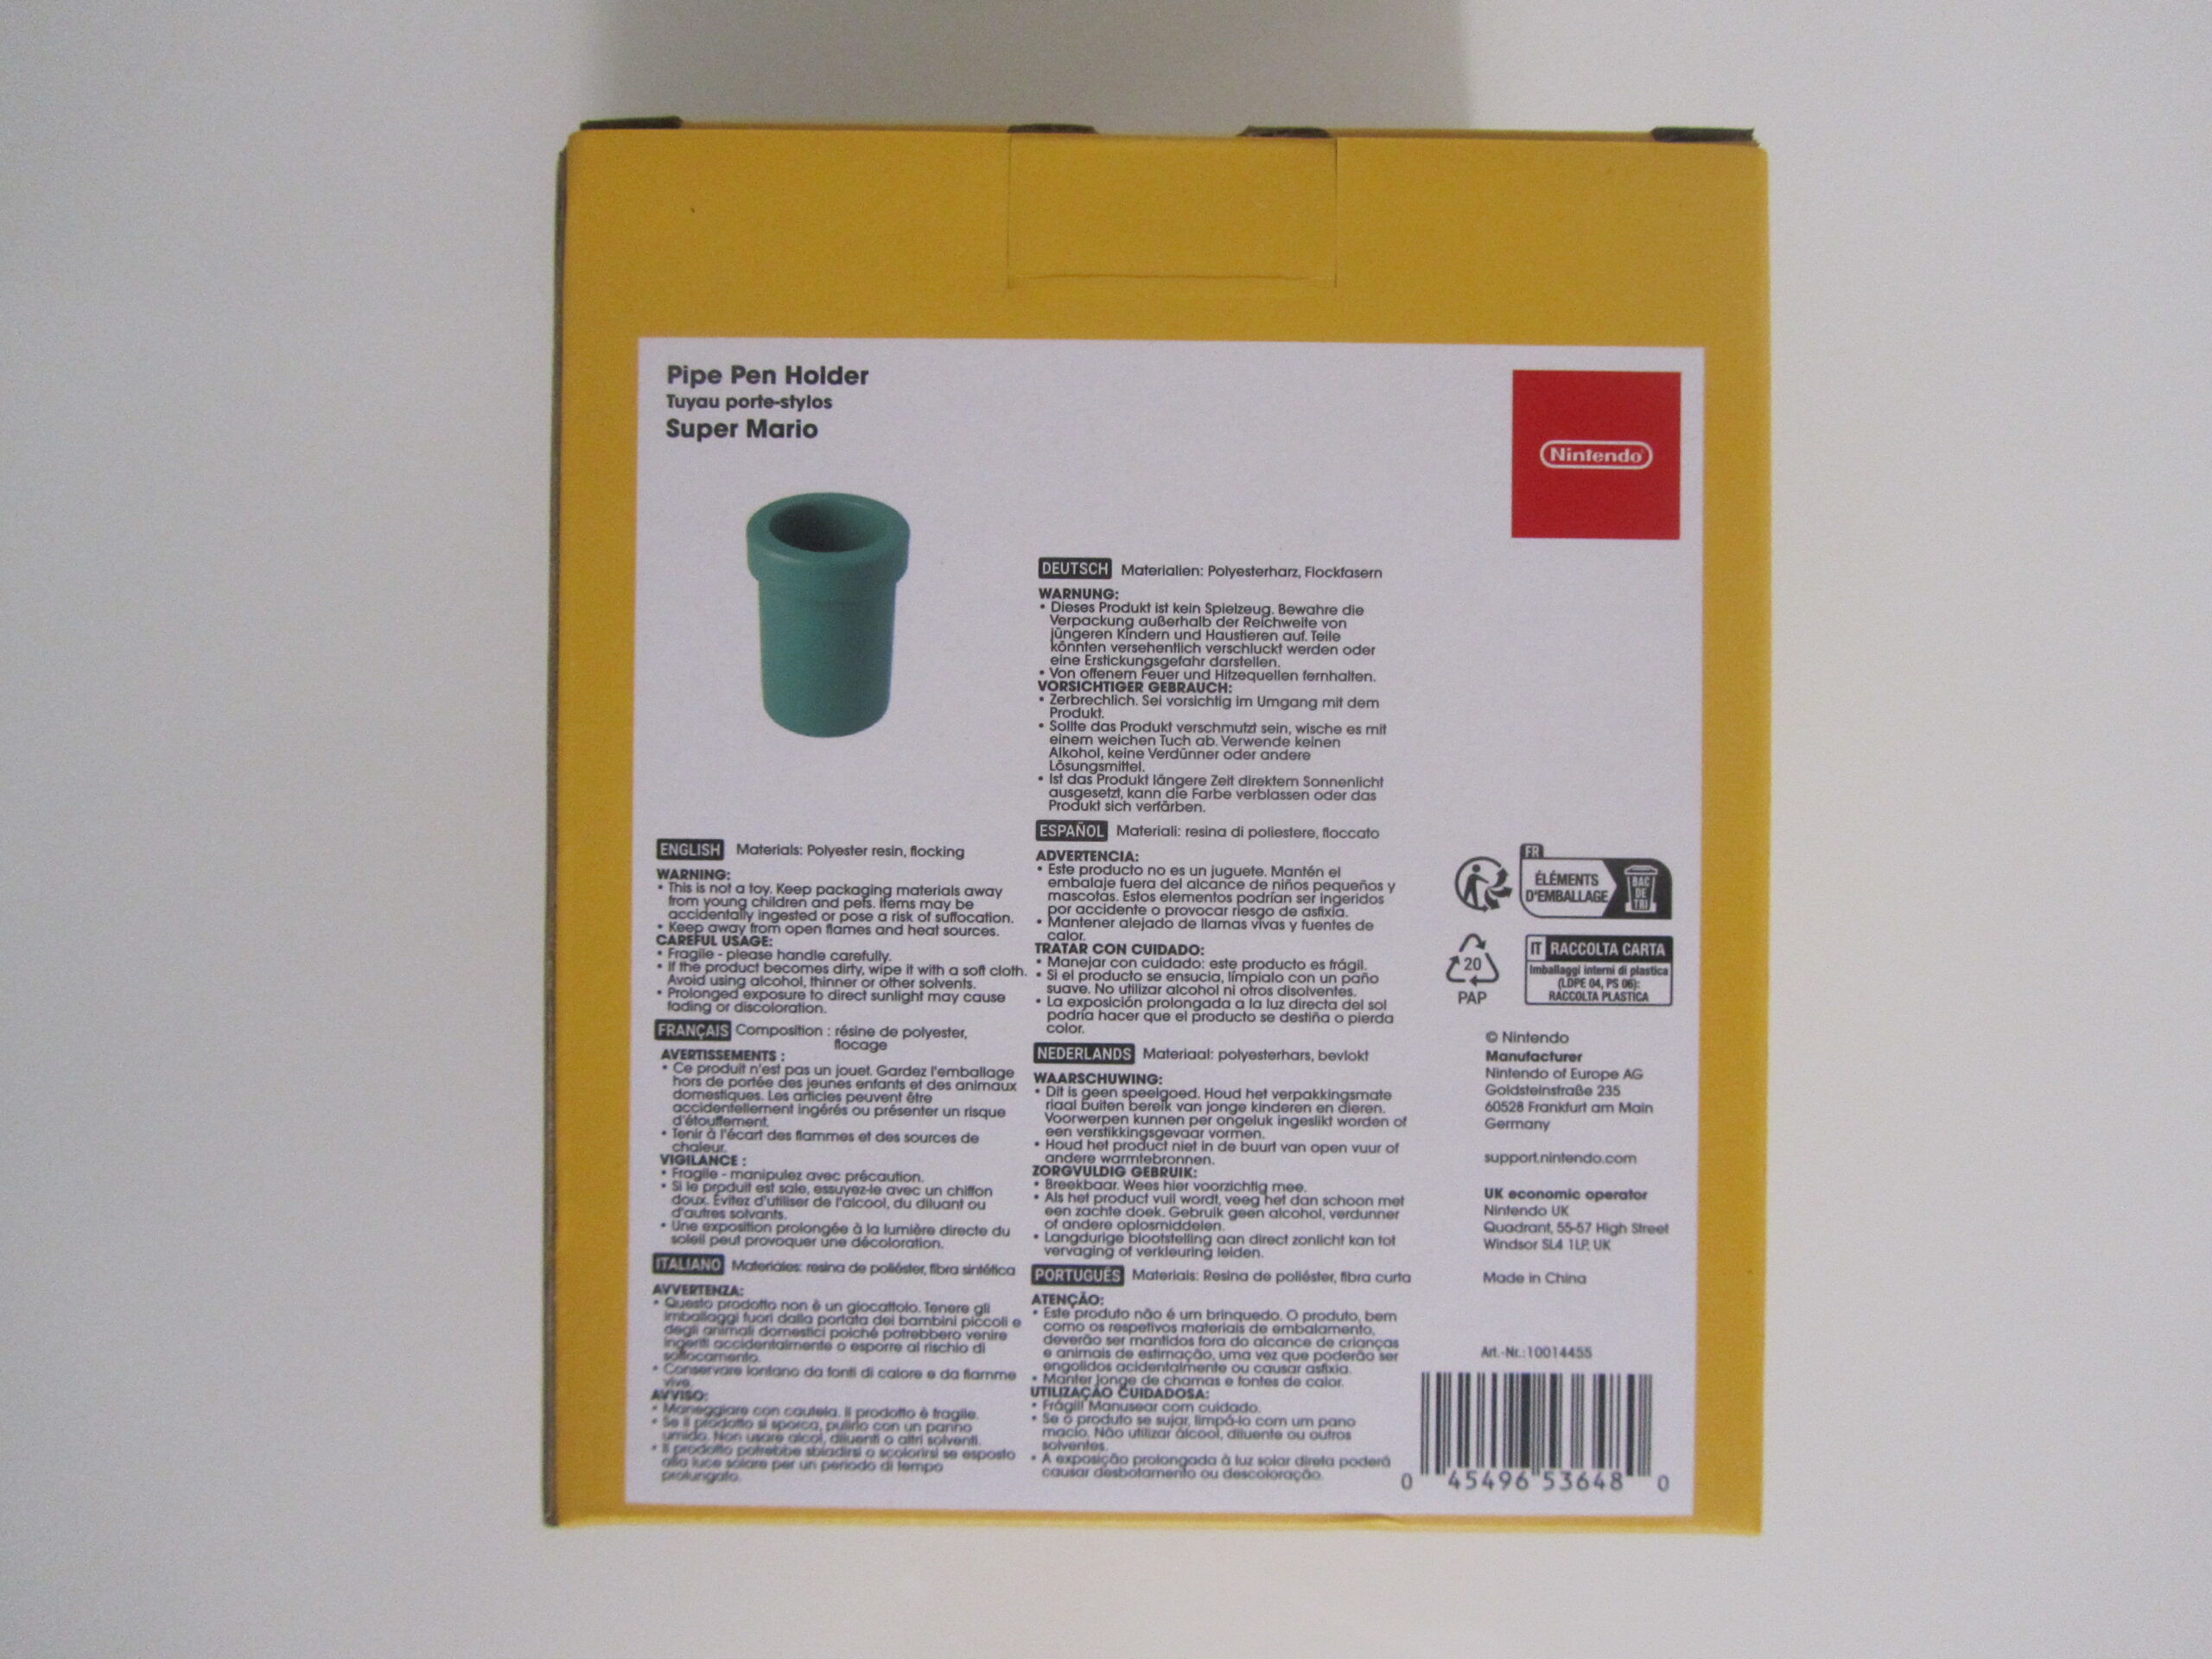 Pipe Pen Holder
Tuyau porte-stylos
Super Mario
Nintendo
ENGLISH Materials: Polyester resin, flocking
WARNING:
• This is not a toy. Keep packaging materials away
from young children and pets. Items may be
accidentally ingested or pose a risk of suffocation.
• Keep away from open flames and heat sources.
CAREFUL USAGE:
• Fragile - please handle carefully.
• If the product becomes dirty, wipe it with a soft cloth.
Avoid using alcohol, thinner or other solvents.
• Prolonged exposure to direct sunlight may cause
fading or discoloration.
FRANÇAIS Composition : résine de polyester,
flocage
AVERTISSEMENTS :
• Ce produit n'est pas un jouet. Gardez l'emballage
hors de portée des jeunes enfants et des animaux
domestiques. Les articles peuvent être
accidentellement ingérés ou présenter un risque
d'étouffement.
• Tenir à l'écart des flammes et des sources de
chaleur.
VIGILANCE :
• Fragile - manipulez avec précaution.
• Si le produit est sale, essuyez-le avec un chiffon
doux. Évitez d'utiliser de l'alcool, du diluant ou
d'autres solvants.
• Une exposition prolongée à la lumière directe du
soleil peut provoquer une décoloration.
ITALIANO Materiales: resina de poliéster, fibra sintética
AVVERTENZA:
• Questo prodotto non è un giocattolo. Tenere gli
imballaggi fuori dalla portata dei bambini piccoli e
degli animali domestici poiché potrebbero venire
ingeriti accidentalmente o esporre al rischio di
soffocamento.
• Conservare lontano da fonti di calore e da fiamme
vive.
AVVISO:
• Maneggiare con cautela. Il prodotto è fragile.
• Se il prodotto si sporca, pulirlo con un panno
umido. Non usare alcol, diluenti o altri solventi.
• Il prodotto potrebbe sbiadirsi o scolorirsi se esposto
alla luce solare per un periodo di tempo
prolungato.
DEUTSCH Materialien: Polyesterharz, Flockfasern
WARNUNG:
• Dieses Produkt ist kein Spielzeug. Bewahre die
Verpackung außerhalb der Reichweite von
jüngeren Kindern und Haustieren auf. Teile
könnten versehentlich verschluckt werden oder
eine Erstickungsgefahr darstellen.
• Von offenem Feuer und Hitzequellen fernhalten.
VORSICHTIGER GEBRAUCH:
• Zerbrechlich. Sei vorsichtig im Umgang mit dem
Produkt.
• Sollte das Produkt verschmutzt sein, wische es mit
einem weichen Tuch ab. Verwende keinen
Alkohol, keine Verdünner oder andere
Lösungsmittel.
• Ist das Produkt längere Zeit direktem Sonnenlicht
ausgesetzt, kann die Farbe verblassen oder das
Produkt sich verfärben.
ESPAÑOL Materiali: resina di poliestere, floccato
ADVERTENCIA:
• Este producto no es un juguete. Mantén el
embalaje fuera del alcance de niños pequeños y
mascotas. Estos elementos podrían ser ingeridos
por accidente o provocar riesgo de asfixia.
• Mantener alejado de llamas vivas y fuentes de
calor.
TRATAR CON CUIDADO:
• Manejar con cuidado: este producto es frágil.
• Si el producto se ensucia, límpialo con un paño
suave. No utilizar alcohol ni otros disolventes.
• La exposición prolongada a la luz directa del sol
podría hacer que el producto se destiña o pierda
color.
NEDERLANDS Materiaal: polyesterhars, bevlokt
WAARSCHUWING:
• Dit is geen speelgoed. Houd het verpakkingsmate
riaal buiten bereik van jonge kinderen en dieren.
Voorwerpen kunnen per ongeluk ingeslikt worden of
een verstikkingsgevaar vormen.
• Houd het product niet in de buurt van open vuur of
andere warmtebronnen.
ZORGVULDIG GEBRUIK:
• Breekbaar. Wees hier voorzichtig mee.
• Als het product vuil wordt, veeg het dan schoon met
een zachte doek. Gebruik geen alcohol, verdunner
of andere oplosmiddelen.
• Langdurige blootstelling aan direct zonlicht kan tot
vervaging of verkleuring leiden.
PORTUGUÊS Materiais: Resina de poliéster, fibra curta
ATENÇÃO:
• Este produto não é um brinquedo. O produto, bem
como os respetivos materiais de embalamento,
deverão ser mantidos fora do alcance de crianças
e animais de estimação, uma vez que poderão ser
engolidos acidentalmente ou causar asfixia.
• Manter longe de chamas e fontes de calor.
UTILIZAÇÃO CUIDADOSA:
• Frágil! Manusear com cuidado.
• Se o produto se sujar, limpá-lo com um pano
macio. Não utilizar álcool, diluente ou outros
solventes.
• A exposição prolongada à luz solar direta poderá
causar desbotamento ou descoloração.
FR
ÉLÉMENTS
D'EMBALLAGE
BAC
DE
TRI
20
PAP
IT RACCOLTA CARTA
Imballaggi interni di plastica
(LDPE 04, PS 06):
RACCOLTA PLASTICA
© Nintendo
Manufacturer
Nintendo of Europe AG
Goldsteinstraße 235
60528 Frankfurt am Main
Germany
support.nintendo.com
UK economic operator
Nintendo UK
Quadrant, 55-57 High Street
Windsor SL4 1LP, UK
Made in China
Art.-Nr.:10014455
0 45496 53648 0